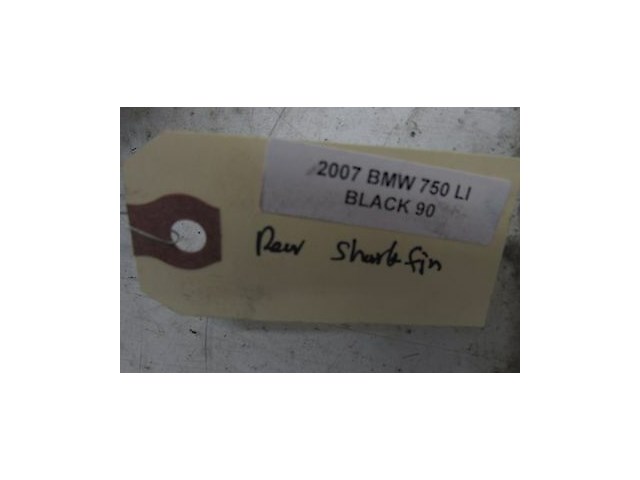 2007 BMW 750 LI
BLACK 90
Rear Shark fin